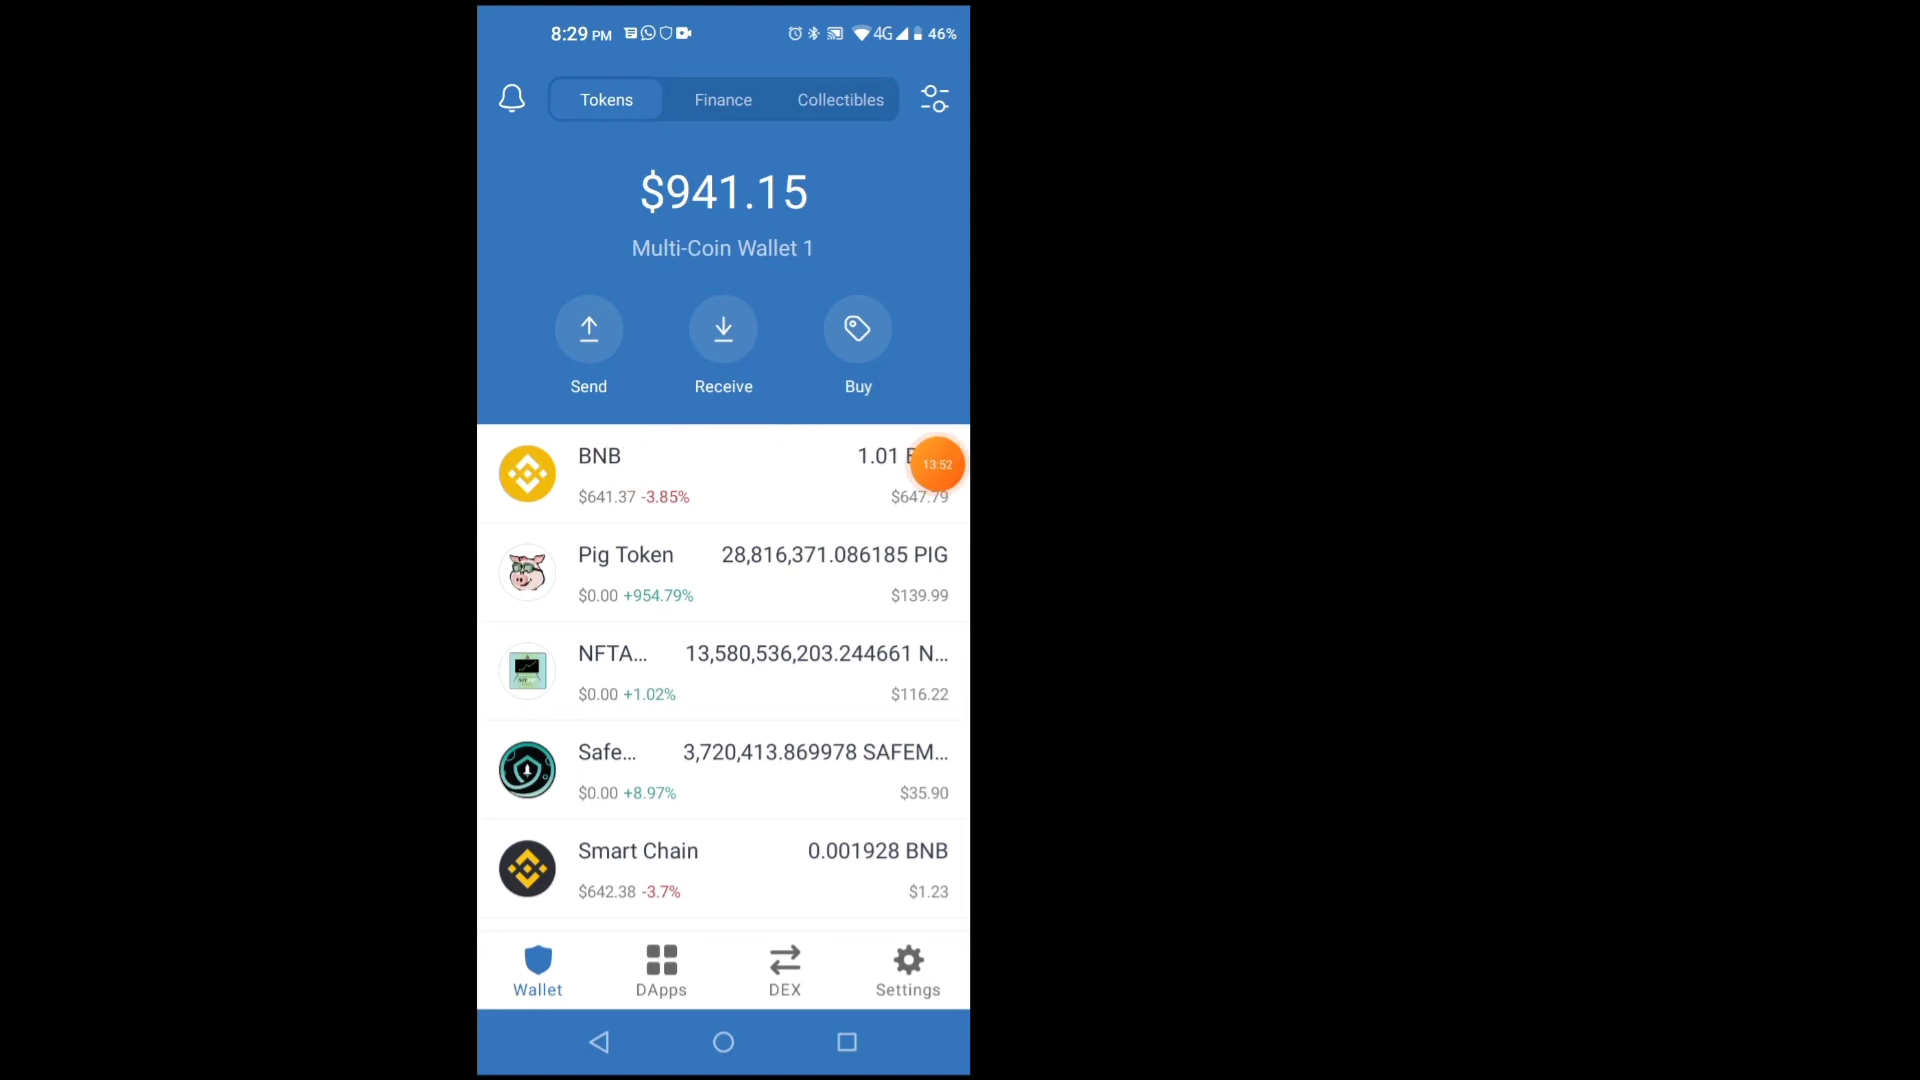 8:29 PM 4G 46%
Tokens Finance Collectibles
$941.15
Multi-Coin Wallet 1
Send Receive Buy
BNB 1.01
13:52
$641.37 -3.85% $647.79
Pig Token 28,816,371.086185 PIG
$0.00 +954.79% $139.99
NFTA... 13,580,536,203.244661 N...
$0.00 +1.02% $116.22
Safe... 3,720,413.869978 SAFEM...
$0.00 +8.97% $35.90
Smart Chain 0.001928 BNB
$642.38 -3.7% $1.23
Wallet DApps DEX Settings